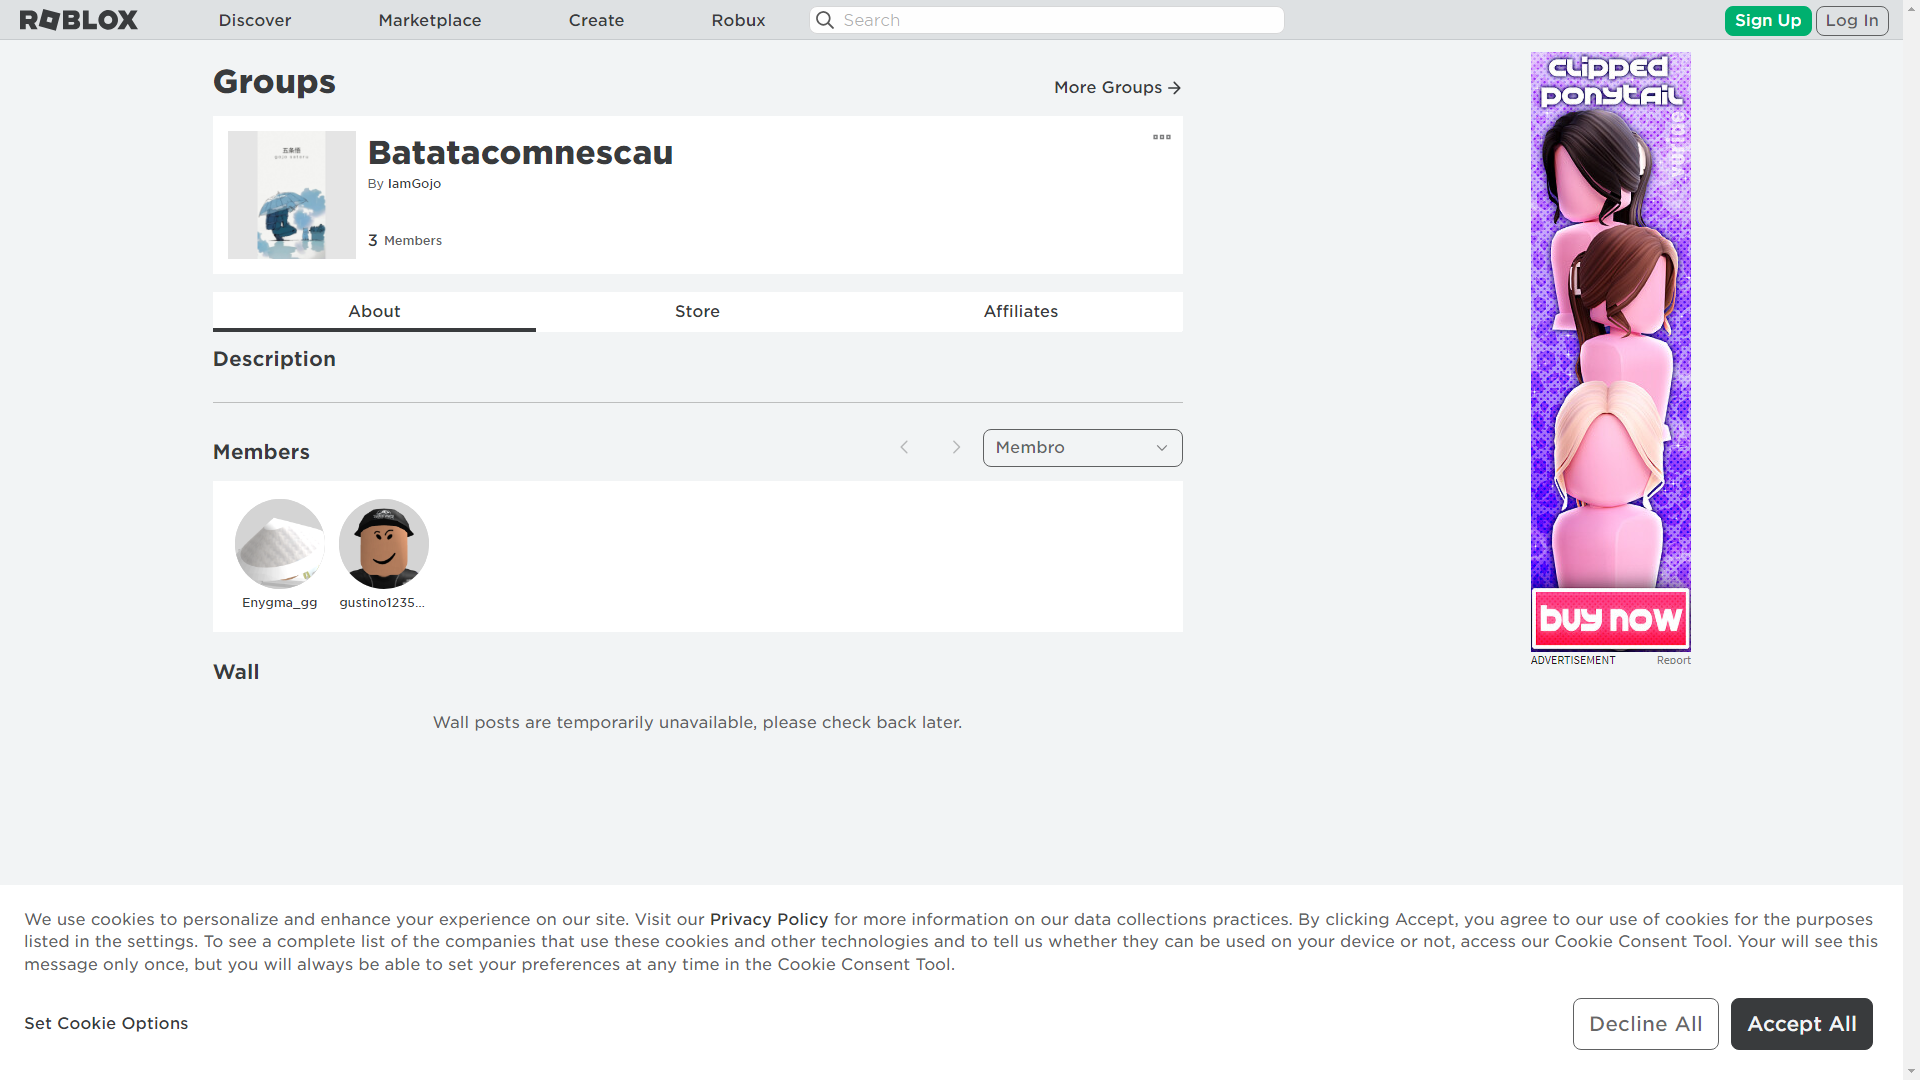 ROBLOX
Discover
Marketplace
Create
Robux
Search
Sign Up
Log In
Groups
More Groups
五条悟
Batatacomnescau
By IamGojo
3 Members
About
Store
Affiliates
Description
Members
Membro
Enygma_gg
gustino1235...
Wall
Wall posts are temporarily unavailable, please check back later.
clipped
ponytail
buy now
ADVERTISEMENT
Report
We use cookies to personalize and enhance your experience on our site. Visit our Privacy Policy for more information on our data collections practices. By clicking Accept, you agree to our use of cookies for the purposes
listed in the settings. To see a complete list of the companies that use these cookies and other technologies and to tell us whether they can be used on your device or not, access our Cookie Consent Tool. Your will see this
message only once, but you will always be able to set your preferences at any time in the Cookie Consent Tool.
Set Cookie Options
Decline All
Accept All